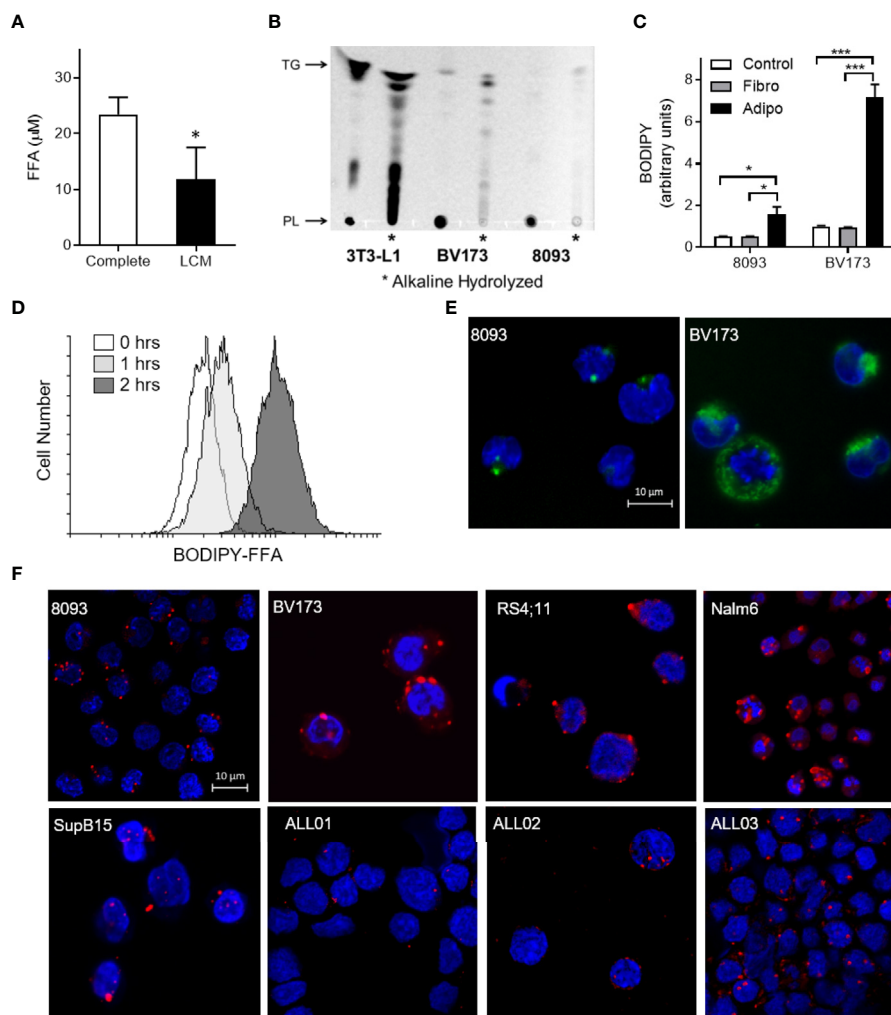 A
FFA (μM)
30
20
10
0
*
Complete
LCM
B
TG
PL
* * *
3T3-L1 BV173 8093
* Alkaline Hydrolyzed
C
Control
Fibro
Adipo
BODIPY
(arbitrary units)
8
6
4
2
0
*
*
***
***
8093
BV173
D
0 hrs
1 hrs
2 hrs
Cell Number
BODIPY-FFA
E
8093
10 μm
BV173
F
8093
10 μm
BV173
RS4;11
Nalm6
SupB15
ALL01
ALL02
ALL03